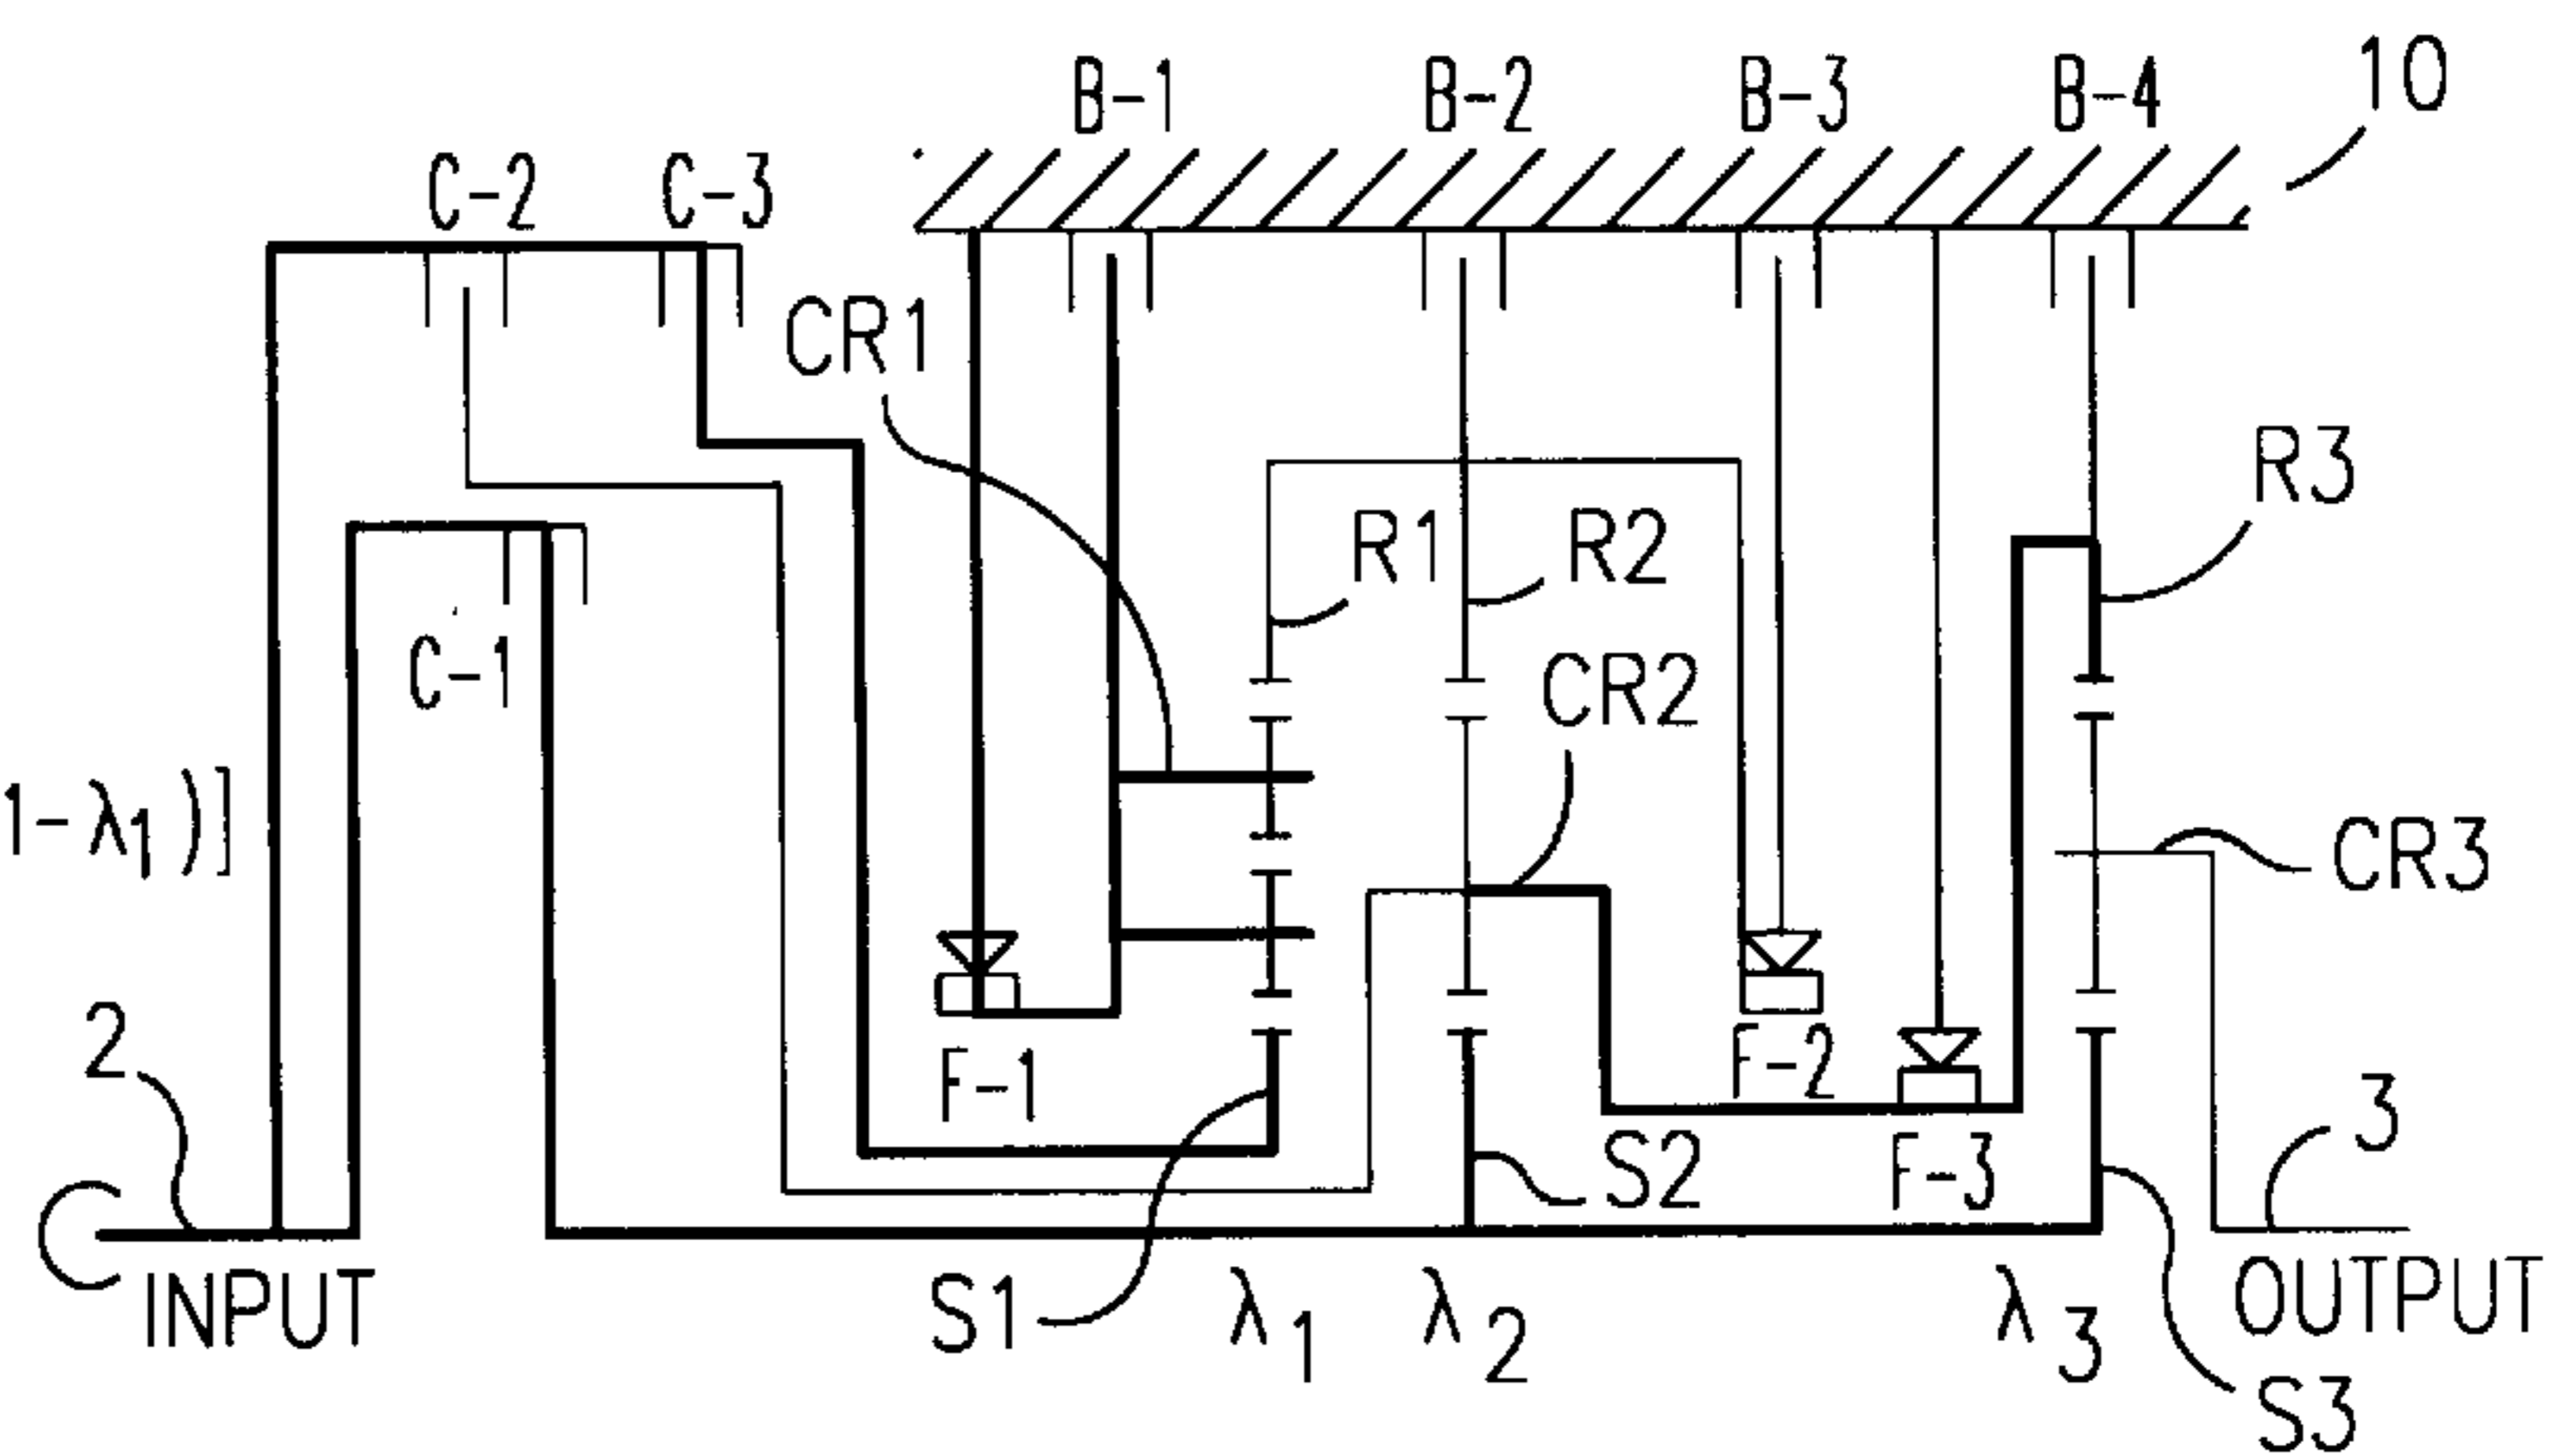 10
B-1 B-2 B-3 B-4
C-2 C-3
CR1
R3
R1 R2
C-1
CR2
1-λ1)]
CR3
2
F-1
F-2
3
S2
F-3
INPUT
S1
λ1 λ2 λ3
OUTPUT
S3